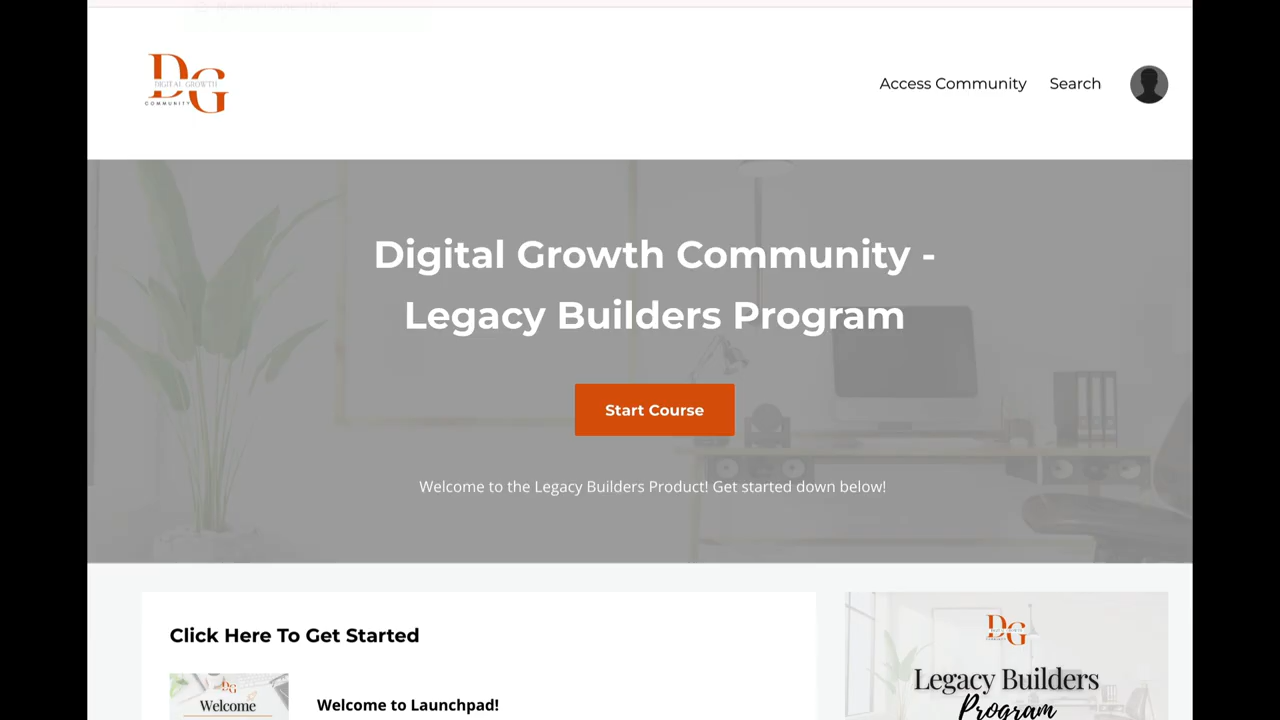 DG
DIGITAL GROWTH
COMMUNITY
Access Community
Search
Digital Growth Community -
Legacy Builders Program
Start Course
Welcome to the Legacy Builders Product! Get started down below!
Click Here To Get Started
DG
Welcome
Welcome to Launchpad!
DG
Legacy Builders
Program